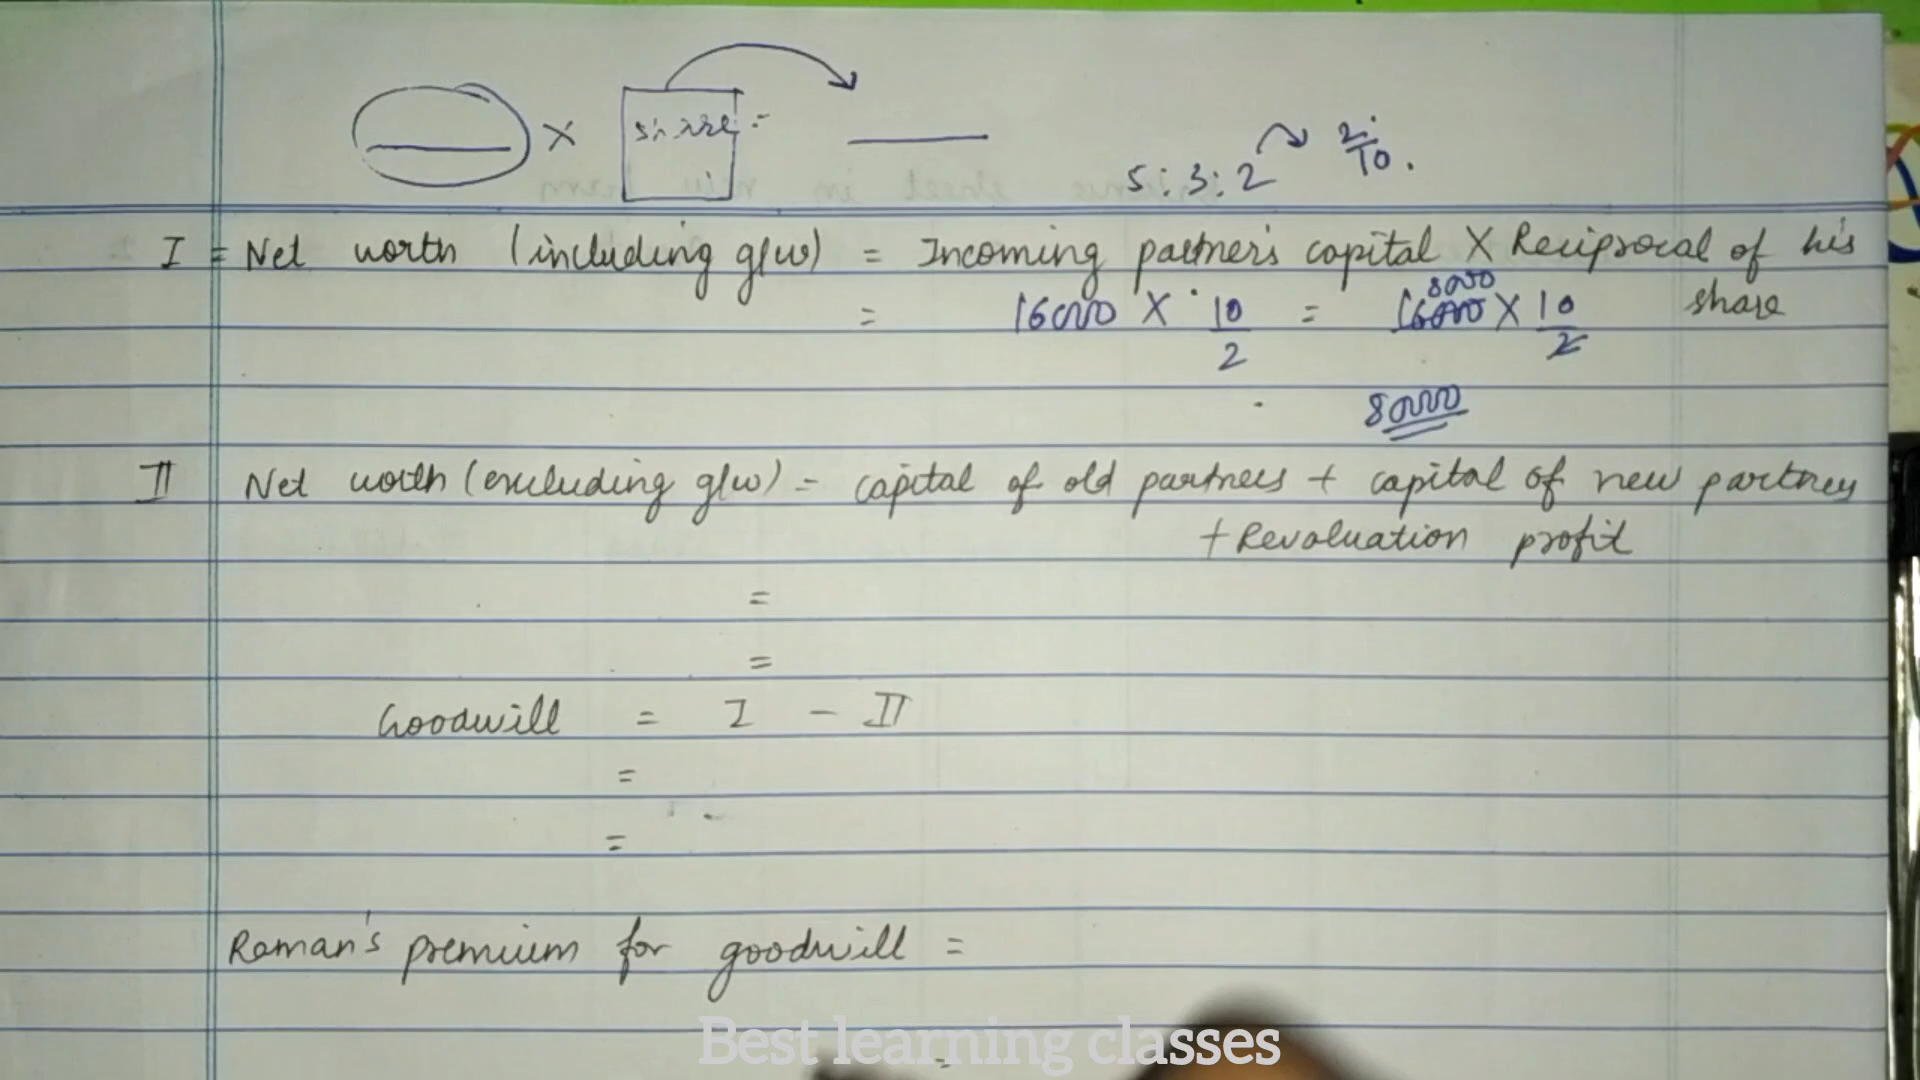 x share =
5:3:2 2/10.
I = Net worth (including g/w) = Incoming partner's capital X Reciprocal of his share
8000
= 16000 X 10/2 = 16000 X 10/2
80000
II Net worth (excluding g/w) = capital of old partners + capital of new partners
+ Revaluation profit
=
=
Goodwill = I - II
=
=
Raman's premium for goodwill =
=
Best learning classes